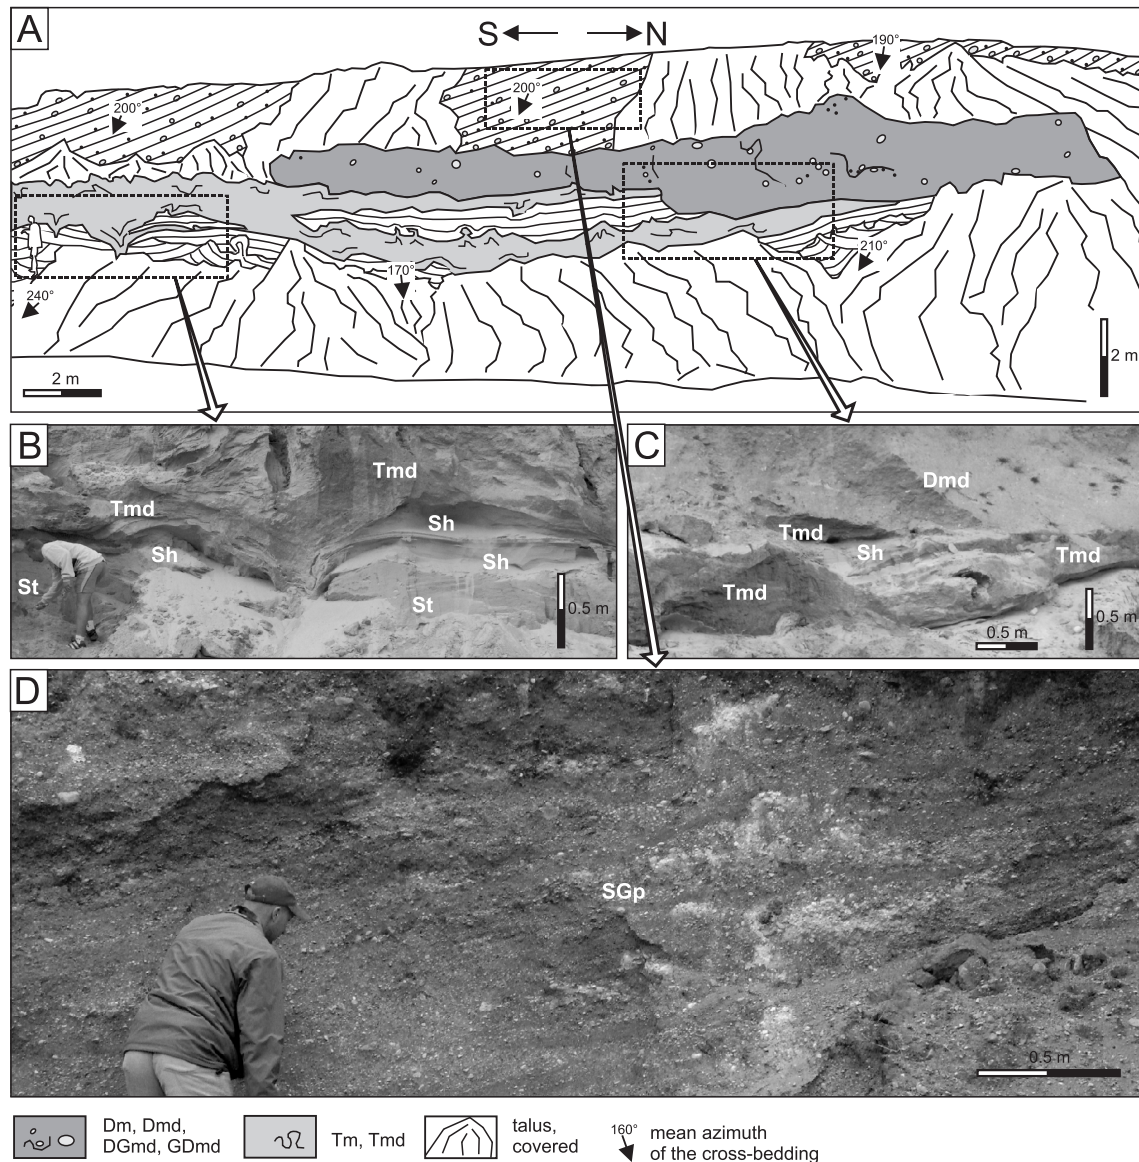 A
S N
190°
200°
200°
210°
170°
240°
2 m
2 m
B
Tmd
Tmd
Sh
Sh
Sh
St
St
0.5 m
C
Dmd
Tmd
Sh
Tmd
Tmd
0.5 m
0.5 m
D
SGp
0.5 m
Dm, Dmd,
DGmd, GDmd
Tm, Tmd
talus,
covered
160°
mean azimuth
of the cross-bedding